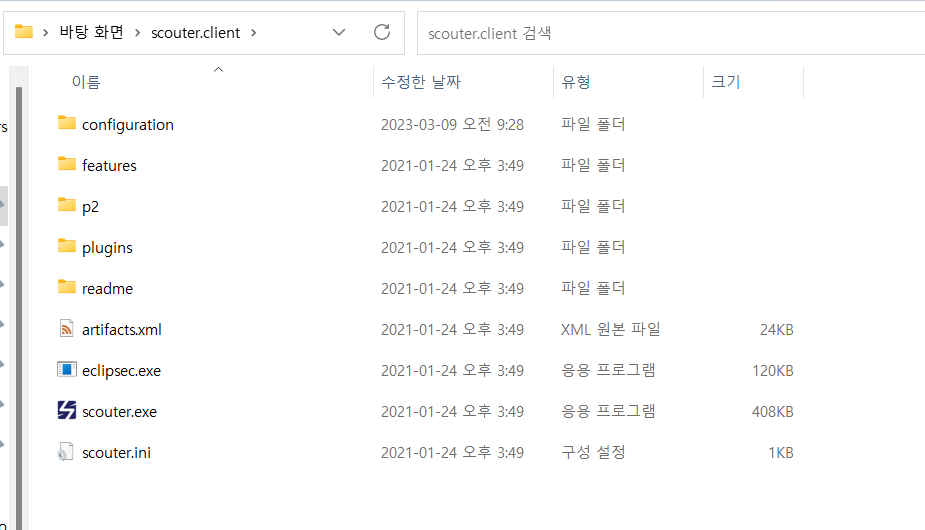 바탕 화면 scouter.client scouter.client 검색
이름 수정한 날짜 유형 크기
configuration 2023-03-09 오전 9:28 파일 폴더
features 2021-01-24 오후 3:49 파일 폴더
p2 2021-01-24 오후 3:49 파일 폴더
plugins 2021-01-24 오후 3:49 파일 폴더
readme 2021-01-24 오후 3:49 파일 폴더
artifacts.xml 2021-01-24 오후 3:49 XML 원본 파일 24KB
eclipsec.exe 2021-01-24 오후 3:49 응용 프로그램 120KB
scouter.exe 2021-01-24 오후 3:49 응용 프로그램 408KB
scouter.ini 2021-01-24 오후 3:49 구성 설정 1KB